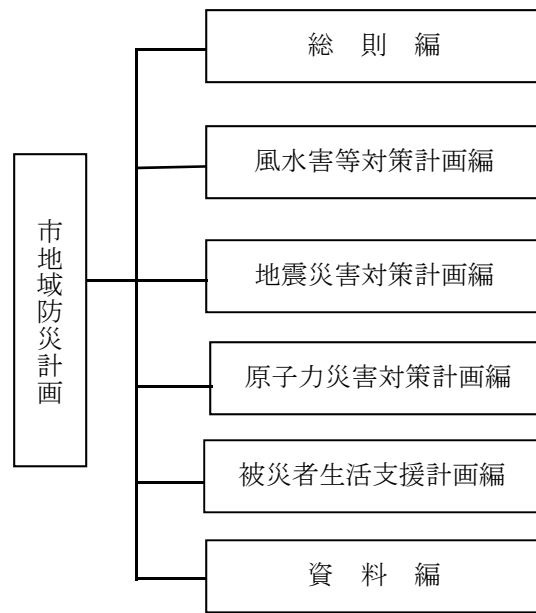 市地域防災計画
総　則　編
風水害等対策計画編
地震災害対策計画編
原子力災害対策計画編
被災者生活支援計画編
資　料　編